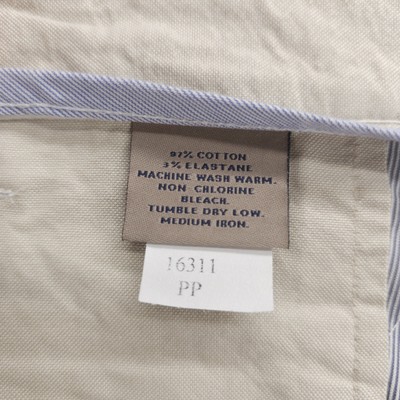 97% COTTON
3% ELASTANE
MACHINE WASH WARM.
NON CHLORINE
BLEACH.
TUMBLE DRY LOW.
MEDIUM IRON.
16311
PP